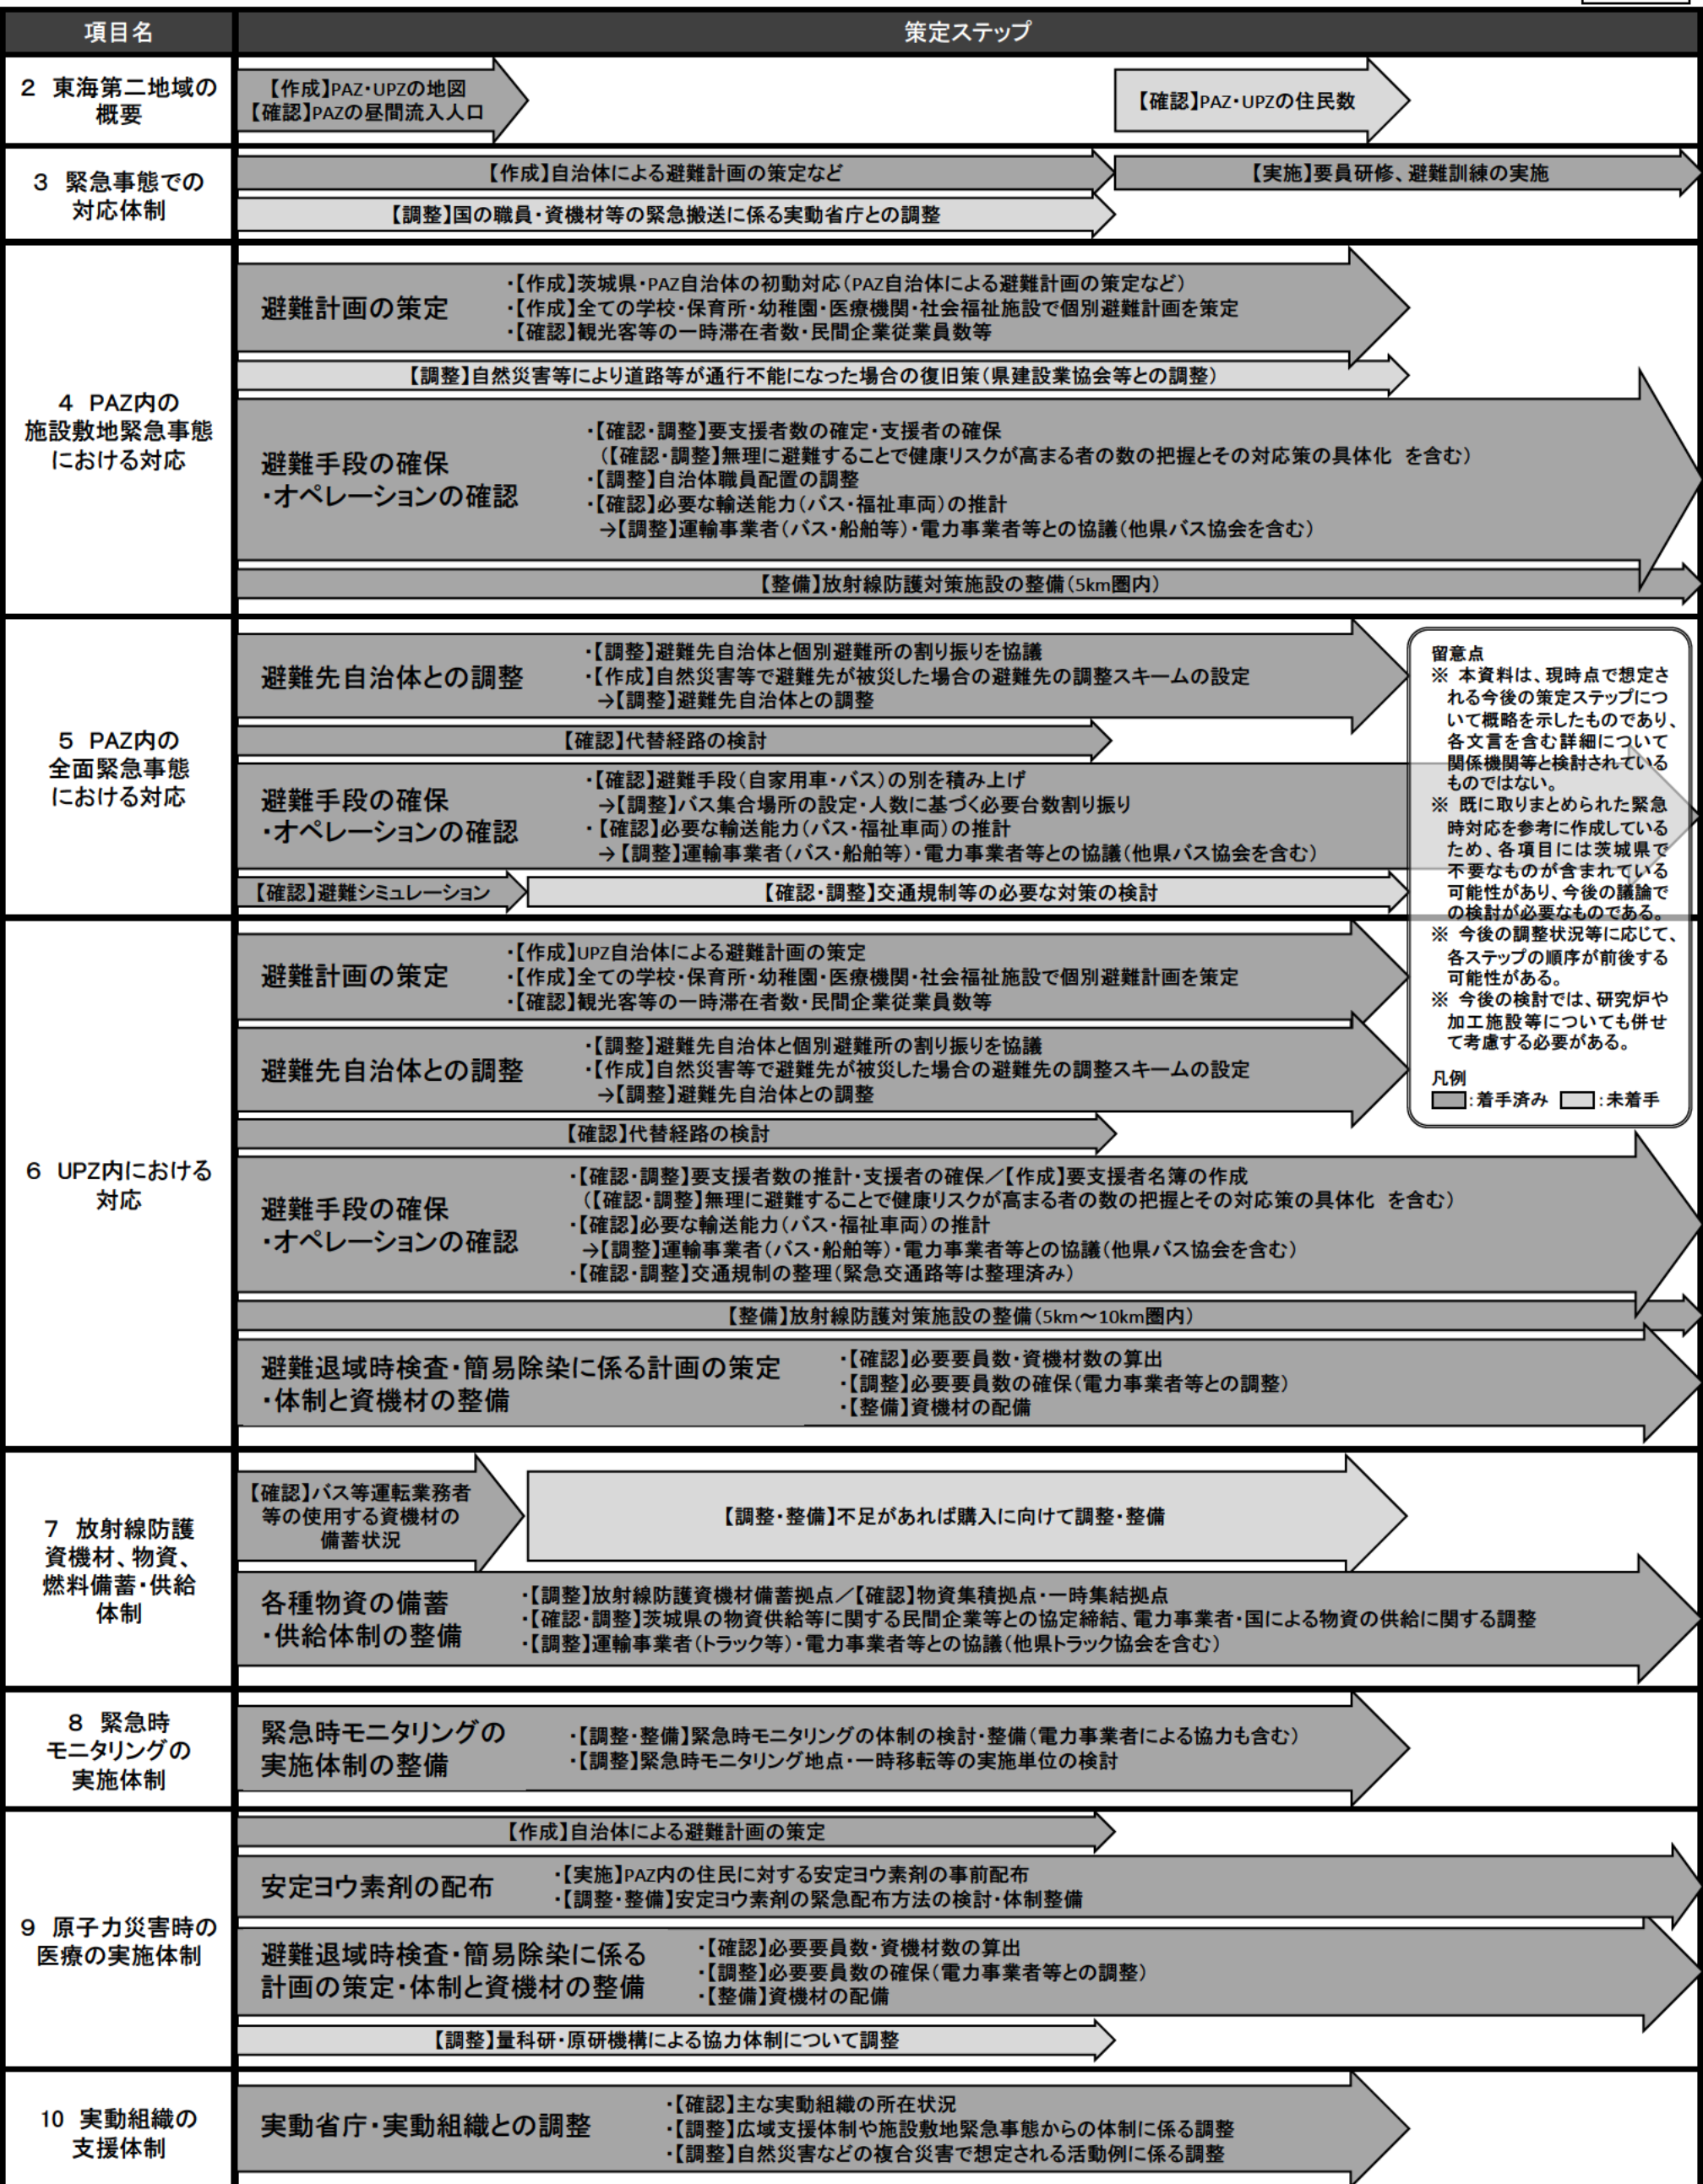 項目名
策定ステップ
2 東海第二地域の
概要
【作成】PAZ・UPZの地図
【確認】PAZの昼間流入人口
【確認】PAZ・UPZの住民数
3 緊急事態での
対応体制
【作成】自治体による避難計画の策定など
【実施】要員研修、避難訓練の実施
【調整】国の職員・資機材等の緊急搬送に係る実動省庁との調整
4 PAZ内の
施設敷地緊急事態
における対応
避難計画の策定
・【作成】茨城県・PAZ自治体の初動対応（PAZ自治体による避難計画の策定など）
・【作成】全ての学校・保育所・幼稚園・医療機関・社会福祉施設で個別避難計画を策定
・【確認】観光客等の一時滞在者数・民間企業従業員数等
【調整】自然災害等により道路等が通行不能になった場合の復旧策（県建設業協会等との調整）
避難手段の確保
・オペレーションの確認
・【確認・調整】要支援者数の確定・支援者の確保
（【確認・調整】無理に避難することで健康リスクが高まる者の数の把握とその対応策の具体化 を含む）
・【調整】自治体職員配置の調整
・【確認】必要な輸送能力（バス・福祉車両）の推計
→【調整】運輸事業者（バス・船舶等）・電力事業者等との協議（他県バス協会を含む）
【整備】放射線防護対策施設の整備（5km圏内）
5 PAZ内の
全面緊急事態
における対応
避難先自治体との調整
・【調整】避難先自治体と個別避難所の割り振りを協議
・【作成】自然災害等で避難先が被災した場合の避難先の調整スキームの設定
→【調整】避難先自治体との調整
【確認】代替経路の検討
避難手段の確保
・オペレーションの確認
・【確認】避難手段（自家用車・バス）の別を積み上げ
→【調整】バス集合場所の設定・人数に基づく必要台数割り振り
・【確認】必要な輸送能力（バス・福祉車両）の推計
→【調整】運輸事業者（バス・船舶等）・電力事業者等との協議（他県バス協会を含む）
【確認】避難シミュレーション
【確認・調整】交通規制等の必要な対策の検討
留意点
※ 本資料は、現時点で想定さ
れる今後の策定ステップにつ
いて概略を示したものであり、
各文言を含む詳細について
関係機関等と検討されている
ものではない。
※ 既に取りまとめられた緊急
時対応を参考に作成している
ため、各項目には茨城県で
不要なものが含まれている
可能性があり、今後の議論で
の検討が必要なものである。
※ 今後の調整状況等に応じて、
各ステップの順序が前後する
可能性がある。
※ 今後の検討では、研究炉や
加工施設等についても併せ
て考慮する必要がある。
凡例
：着手済み ：未着手
6 UPZ内における
対応
避難計画の策定
・【作成】UPZ自治体による避難計画の策定
・【作成】全ての学校・保育所・幼稚園・医療機関・社会福祉施設で個別避難計画を策定
・【確認】観光客等の一時滞在者数・民間企業従業員数等
避難先自治体との調整
・【調整】避難先自治体と個別避難所の割り振りを協議
・【作成】自然災害等で避難先が被災した場合の避難先の調整スキームの設定
→【調整】避難先自治体との調整
【確認】代替経路の検討
避難手段の確保
・オペレーションの確認
・【確認・調整】要支援者数の推計・支援者の確保／【作成】要支援者名簿の作成
（【確認・調整】無理に避難することで健康リスクが高まる者の数の把握とその対応策の具体化 を含む）
・【確認】必要な輸送能力（バス・福祉車両）の推計
→【調整】運輸事業者（バス・船舶等）・電力事業者等との協議（他県バス協会を含む）
・【確認・調整】交通規制の整理（緊急交通路等は整理済み）
【整備】放射線防護対策施設の整備（5km～10km圏内）
避難退域時検査・簡易除染に係る計画の策定
・体制と資機材の整備
・【確認】必要要員数・資機材数の算出
・【調整】必要要員数の確保（電力事業者等との調整）
・【整備】資機材の配備
7 放射線防護
資機材、物資、
燃料備蓄・供給
体制
【確認】バス等運転業務者
等の使用する資機材の
備蓄状況
【調整・整備】不足があれば購入に向けて調整・整備
各種物資の備蓄
・供給体制の整備
・【調整】放射線防護資機材備蓄拠点／【確認】物資集積拠点・一時集結拠点
・【確認・調整】茨城県の物資供給等に関する民間企業等との協定締結、電力事業者・国による物資の供給に関する調整
・【調整】運輸事業者（トラック等）・電力事業者等との協議（他県トラック協会を含む）
8 緊急時
モニタリングの
実施体制
緊急時モニタリングの
実施体制の整備
・【調整・整備】緊急時モニタリングの体制の検討・整備（電力事業者による協力も含む）
・【調整】緊急時モニタリング地点・一時移転等の実施単位の検討
9 原子力災害時の
医療の実施体制
【作成】自治体による避難計画の策定
安定ヨウ素剤の配布
・【実施】PAZ内の住民に対する安定ヨウ素剤の事前配布
・【調整・整備】安定ヨウ素剤の緊急配布方法の検討・体制整備
避難退域時検査・簡易除染に係る
計画の策定・体制と資機材の整備
・【確認】必要要員数・資機材数の算出
・【調整】必要要員数の確保（電力事業者等との調整）
・【整備】資機材の配備
【調整】量科研・原研機構による協力体制について調整
10 実動組織の
支援体制
実動省庁・実動組織との調整
・【確認】主な実動組織の所在状況
・【調整】広域支援体制や施設敷地緊急事態からの体制に係る調整
・【調整】自然災害などの複合災害で想定される活動例に係る調整